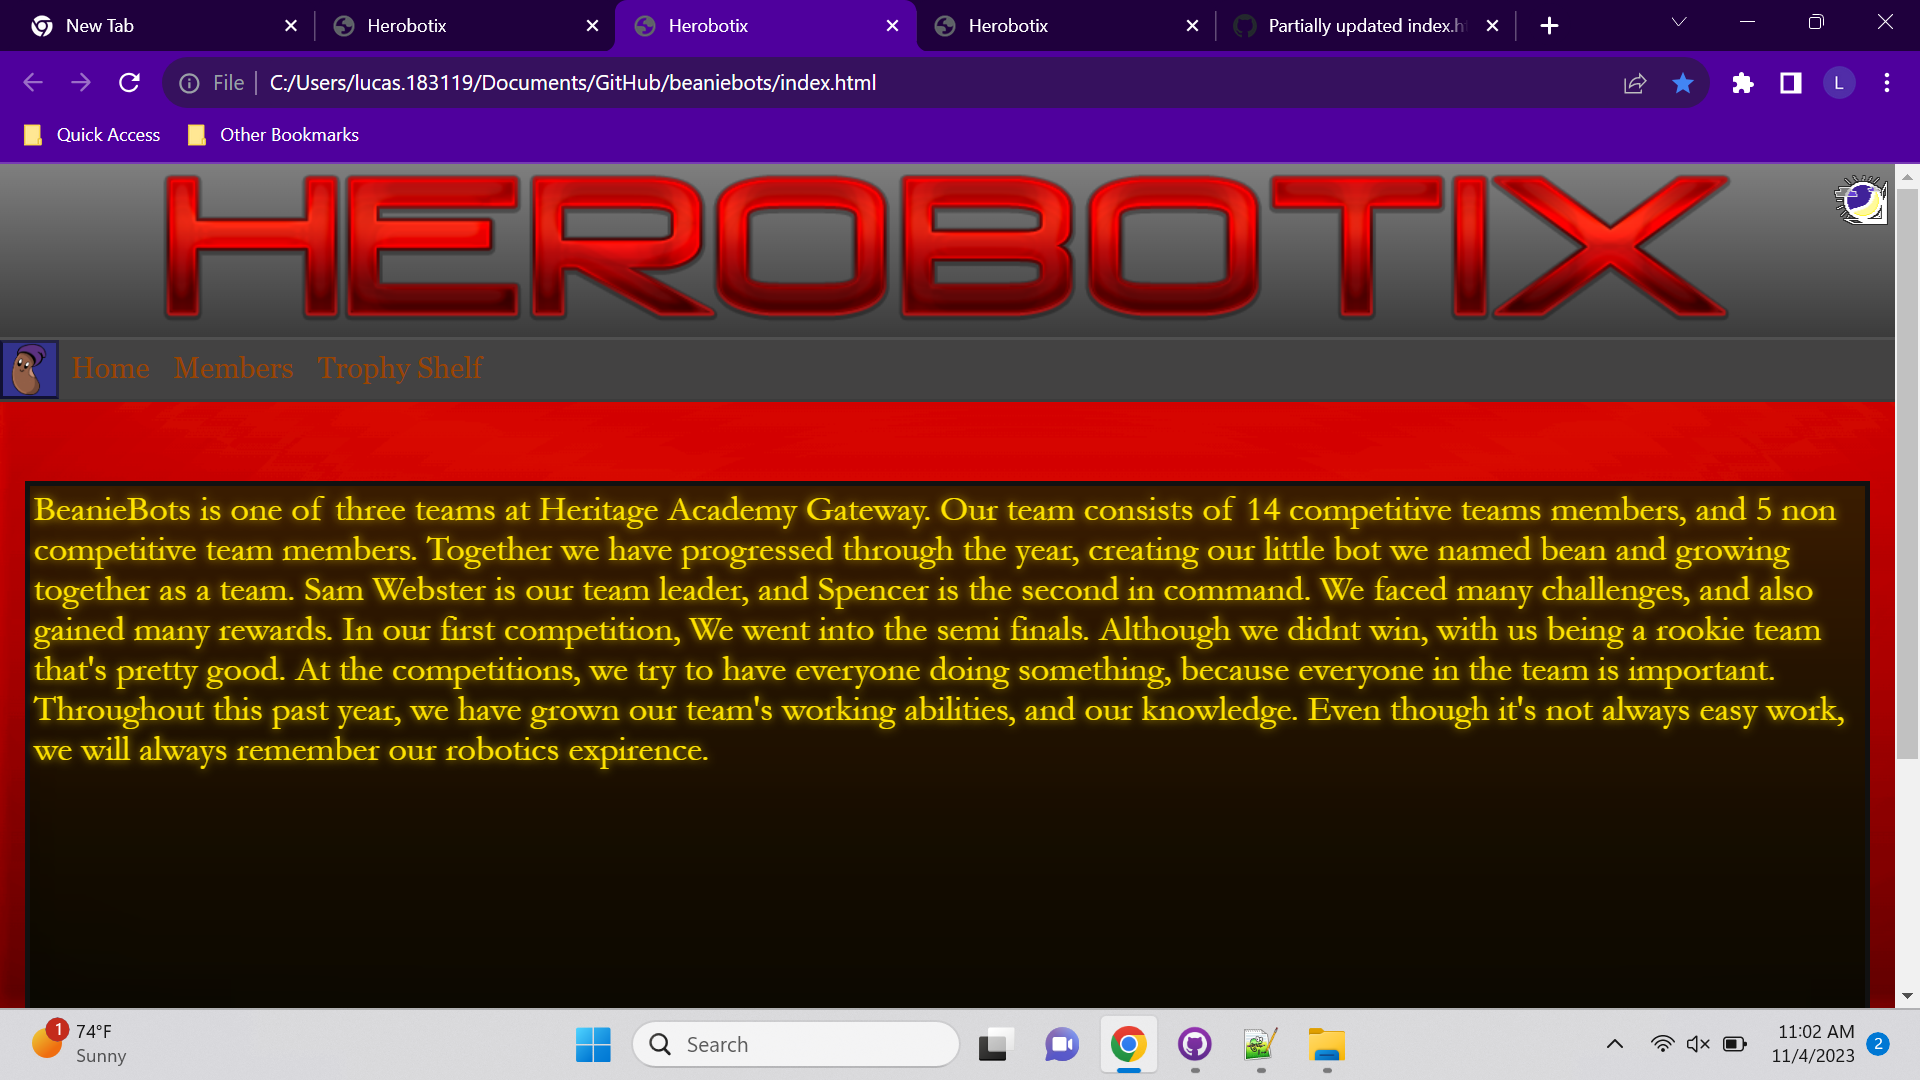 New Tab
Herobotix
Herobotix
Herobotix
Partially updated index.h
File
C:/Users/lucas.183119/Documents/GitHub/beaniebots/index.html
L
Quick Access
Other Bookmarks
HEROBOTIX
Home Members Trophy Shelf
BeanieBots is one of three teams at Heritage Academy Gateway. Our team consists of 14 competitive teams members, and 5 non
competitive team members. Together we have progressed through the year, creating our little bot we named bean and growing
together as a team. Sam Webster is our team leader, and Spencer is the second in command. We faced many challenges, and also
gained many rewards. In our first competition, We went into the semi finals. Although we didnt win, with us being a rookie team
that's pretty good. At the competitions, we try to have everyone doing something, because everyone in the team is important.
Throughout this past year, we have grown our team's working abilities, and our knowledge. Even though it's not always easy work,
we will always remember our robotics expirence.
1
74°F
Sunny
Search
11:02 AM
11/4/2023
2